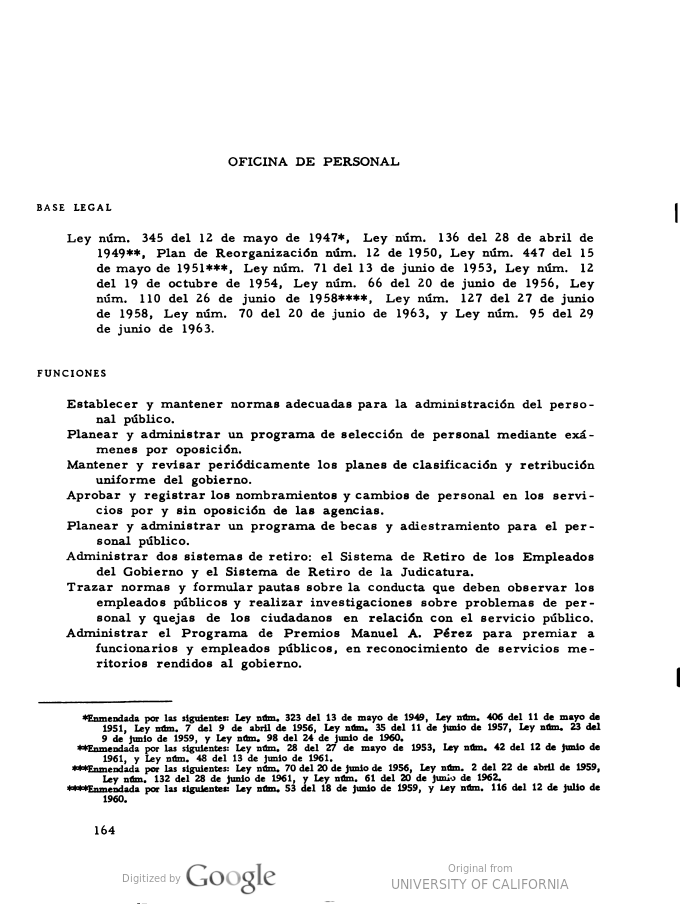 OFICINA DE PERSONAL
BASE LEGAL
Ley núm. 345 del 12 de mayo de 1947*, Ley núm. 136 del 28 de abril de
1949**, Plan de Reorganización núm. 12 de 1950, Ley núm. 447 del 15
de mayo de 1951***, Ley núm. 71 del 13 de junio de 1953, Ley núm. 12
del 19 de octubre de 1954, Ley núm. 66 del 20 de junio de 1956, Ley
núm. 110 del 26 de junio de 1958****, Ley núm. 127 del 27 de junio
de 1958, Ley núm. 70 del 20 de junio de 1963, y Ley núm. 95 del 29
de junio de 1963.
FUNCIONES
Establecer y mantener normas adecuadas para la administración del perso-
nal público.
Planear y administrar un programa de selección de personal mediante exá-
menes por oposición.
Mantener y revisar periódicamente los planes de clasificación y retribución
uniforme del gobierno.
Aprobar y registrar los nombramientos y cambios de personal en los servi-
cios por y sin oposición de las agencias.
Planear y administrar un programa de becas y adiestramiento para el per-
sonal público.
Administrar dos sistemas de retiro: el Sistema de Retiro de los Empleados
del Gobierno y el Sistema de Retiro de la Judicatura.
Trazar normas y formular pautas sobre la conducta que deben observar los
empleados públicos y realizar investigaciones sobre problemas de per-
sonal y quejas de los ciudadanos en relación con el servicio público.
Administrar el Programa de Premios Manuel A. Pérez para premiar a
funcionarios y empleados públicos, en reconocimiento de servicios me-
ritorios rendidos al gobierno.
*Enmendada por las siguientes: Ley núm. 323 del 13 de mayo de 1949, Ley núm. 406 del 11 de mayo de
1951, Ley núm. 7 del 9 de abril de 1956, Ley núm. 35 del 11 de junio de 1957, Ley núm. 23 del
9 de junio de 1959, y Ley núm. 98 del 24 de junio de 1960.
**Enmendada por las siguientes: Ley núm. 28 del 27 de mayo de 1953, Ley núm. 42 del 12 de junio de
1961, y Ley núm. 48 del 13 de junio de 1961.
***Enmendada por las siguientes: Ley núm. 70 del 20 de junio de 1956, Ley núm. 2 del 22 de abril de 1959,
Ley núm. 132 del 28 de junio de 1961, y Ley núm. 61 del 20 de junio de 1962.
****Enmendada por las siguientes: Ley núm. 53 del 18 de junio de 1959, y Ley núm. 116 del 12 de julio de
1960.
164
Digitized by Google
Original from
UNIVERSITY OF CALIFORNIA